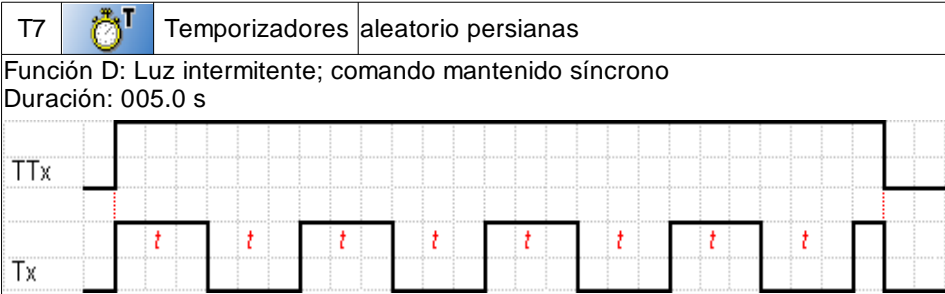 T7 T Temporizadores aleatorio persianas
Función D: Luz intermitente; comando mantenido síncrono
Duración: 005.0 s
TTx
t t t t t t t t
Tx